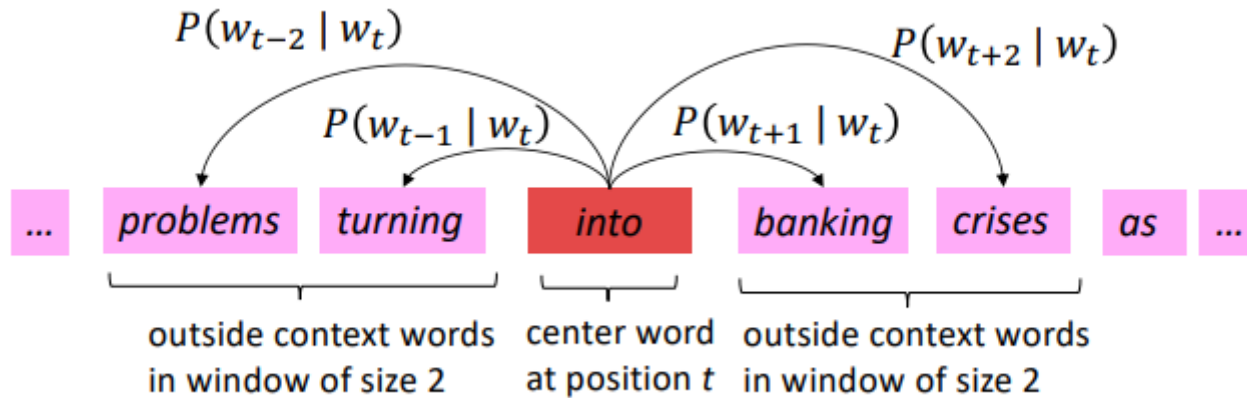 P(w_{t−2} | w_t)
P(w_{t+2} | w_t)
P(w_{t−1} | w_t)
P(w_{t+1} | w_t)
... problems turning into banking crises as ...
outside context words center word outside context words
in window of size 2 at position t in window of size 2